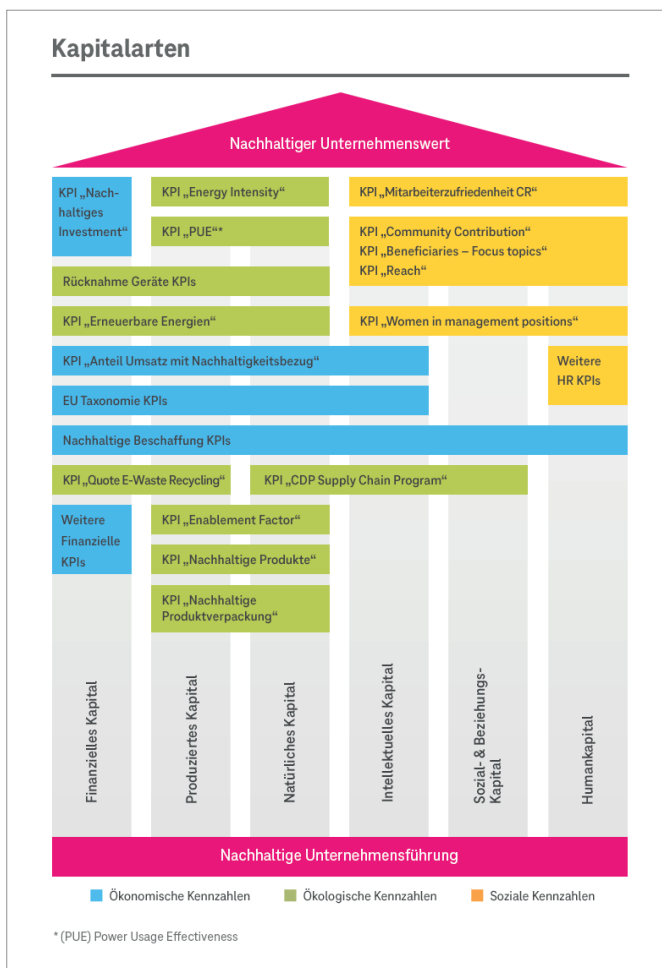 Kapitalarten
Nachhaltiger Unternehmenswert
KPI „Nach-
haltiges
Investment“
KPI „Energy Intensity“
KPI „Mitarbeiterzufriedenheit CR“
KPI „PUE“*
KPI „Community Contribution“
KPI „Beneficiaries – Focus topics“
KPI „Reach“
Rücknahme Geräte KPIs
KPI „Erneuerbare Energien“
KPI „Women in management positions“
KPI „Anteil Umsatz mit Nachhaltigkeitsbezug“
Weitere
HR KPIs
EU Taxonomie KPIs
Nachhaltige Beschaffung KPIs
KPI „Quote E-Waste Recycling“
KPI „CDP Supply Chain Program“
Weitere
Finanzielle
KPIs
KPI „Enablement Factor“
KPI „Nachhaltige Produkte“
KPI „Nachhaltige
Produktverpackung“
Finanzielles Kapital
Produziertes Kapital
Natürliches Kapital
Intellektuelles Kapital
Sozial- & Beziehungs-
Kapital
Humankapital
Nachhaltige Unternehmensführung
Ökonomische Kennzahlen
Ökologische Kennzahlen
Soziale Kennzahlen
* (PUE) Power Usage Effectiveness